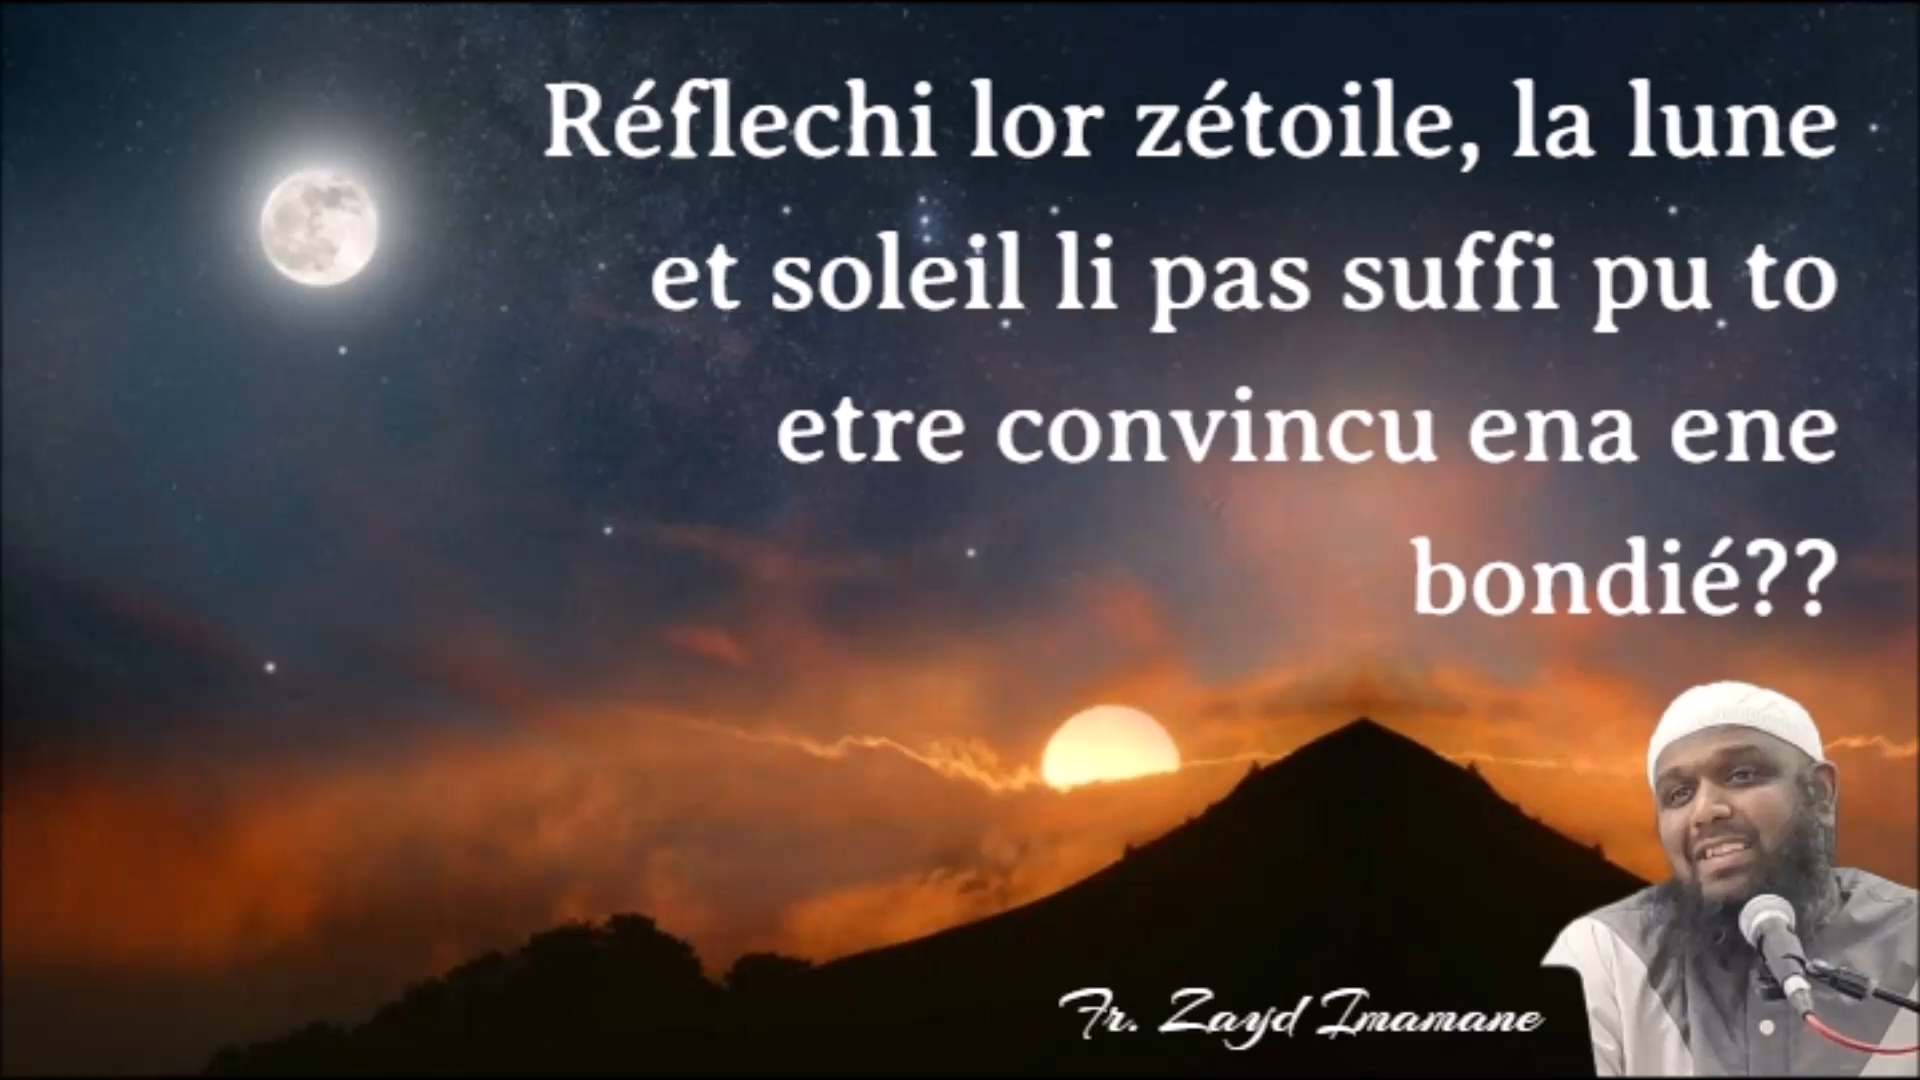 Réflechi lor zétoile, la lune
et soleil li pas suffi pu to
etre convincu ena ene
bondié??
Fr. Zayd Imamane